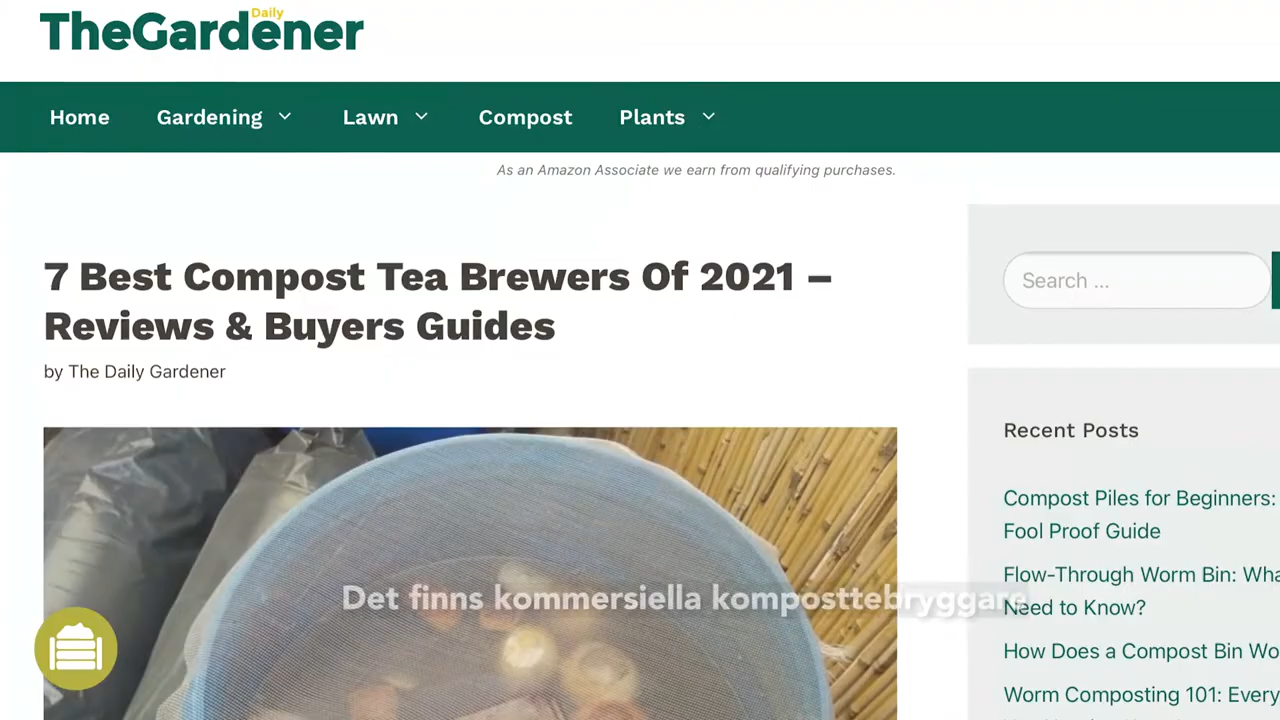 Daily
TheGardener
Home Gardening Lawn Compost Plants
As an Amazon Associate we earn from qualifying purchases.
7 Best Compost Tea Brewers Of 2021 –
Reviews & Buyers Guides
by The Daily Gardener
Search ...
Recent Posts
Compost Piles for Beginners:
Fool Proof Guide
Flow-Through Worm Bin:
Need to Know?
How Does a Compost Bin
Worm Composting 101:
Det finns kommersiella komposttebryggare